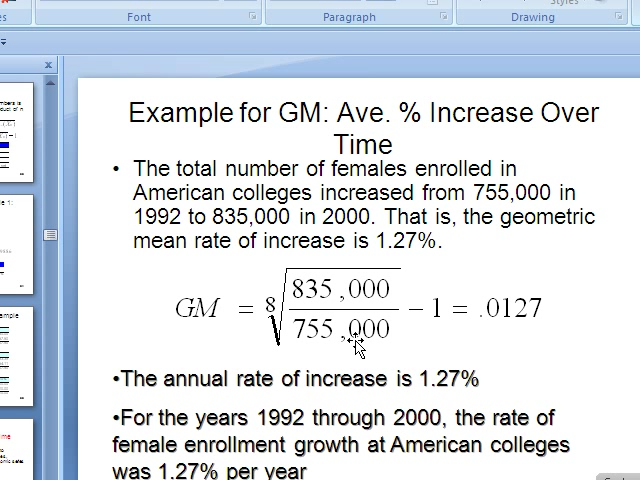 Font
Paragraph
Drawing
Styles
Example for GM: Ave. % Increase Over
Time
• The total number of females enrolled in
American colleges increased from 755,000 in
1992 to 835,000 in 2000. That is, the geometric
mean rate of increase is 1.27%.
GM = ⁸√(835 ,000 / 755 ,000) − 1 = .0127
•The annual rate of increase is 1.27%
•For the years 1992 through 2000, the rate of
female enrollment growth at American colleges
was 1.27% per year